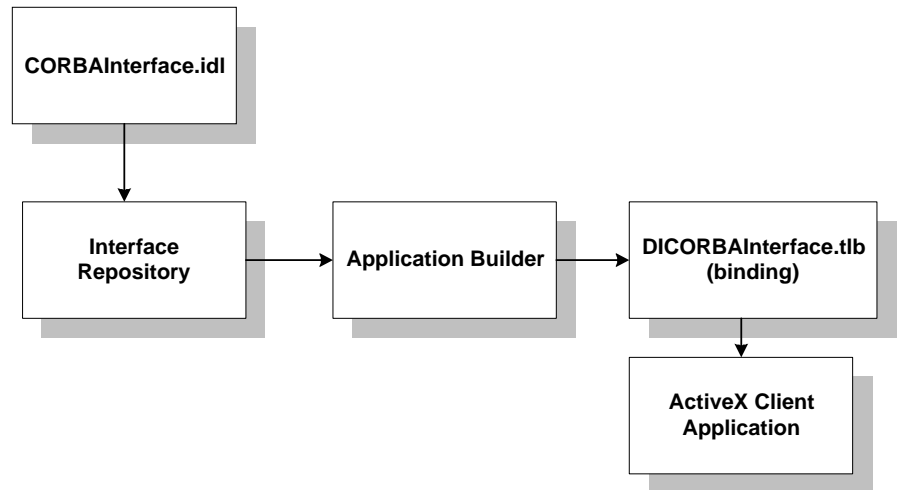 CORBAInterface.idl
Interface
Repository
Application Builder
DICORBAInterface.tlb
(binding)
ActiveX Client
Application